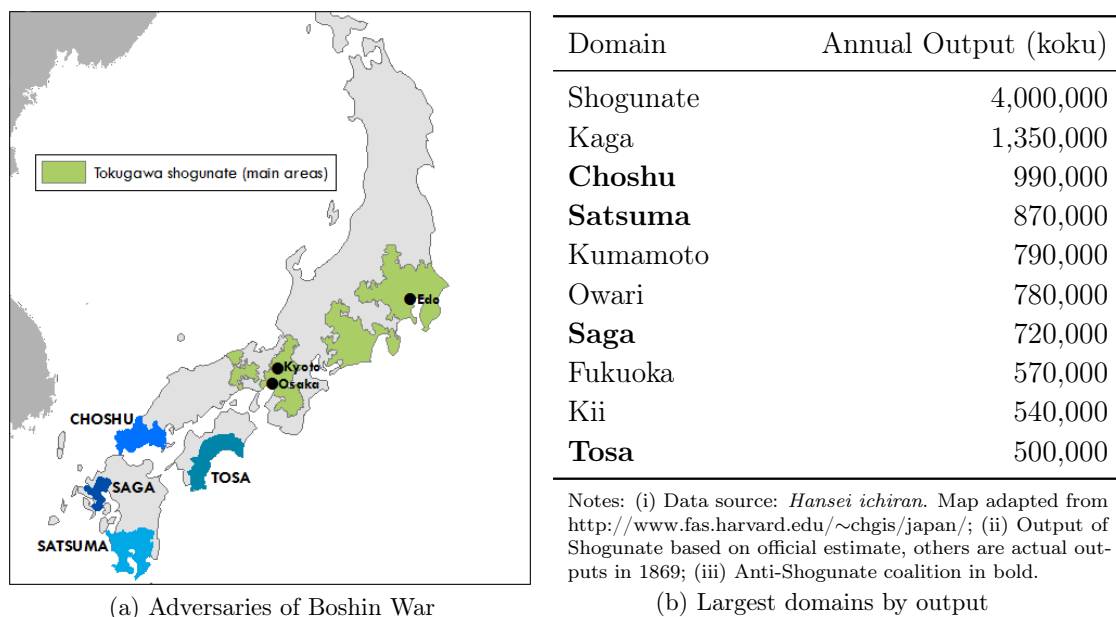 Tokugawa shogunate (main areas)
Edo
Kyoto
Osaka
CHOSHU
TOSA
SAGA
SATSUMA
(a) Adversaries of Boshin War
Domain Annual Output (koku)
Shogunate 4,000,000
Kaga 1,350,000
Choshu 990,000
Satsuma 870,000
Kumamoto 790,000
Owari 780,000
Saga 720,000
Fukuoka 570,000
Kii 540,000
Tosa 500,000
Notes: (i) Data source: Hansei ichiran. Map adapted from
http://www.fas.harvard.edu/∼chgis/japan/; (ii) Output of
Shogunate based on official estimate, others are actual out-
puts in 1869; (iii) Anti-Shogunate coalition in bold.
(b) Largest domains by output